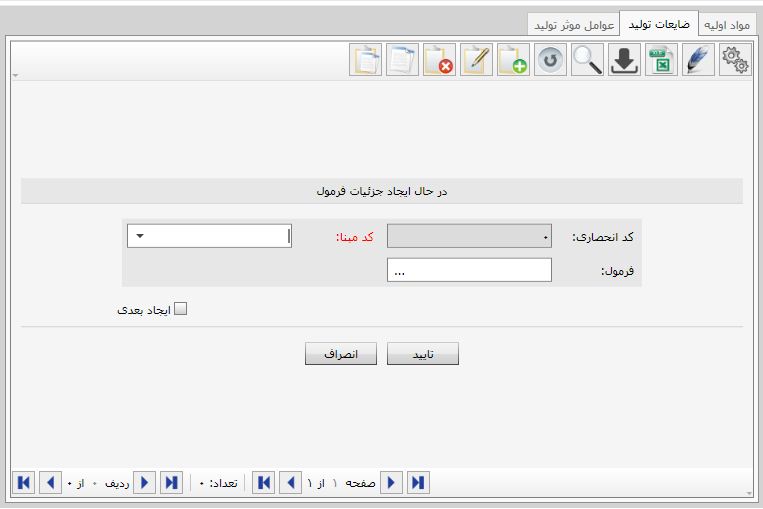 مواد اولیه
ضایعات تولید
عوامل موثر تولید
در حال ایجاد جزئیات فرمول
کد انحصاری: ۰ کد مبنا:
فرمول: ...
ایجاد بعدی
تایید انصراف
صفحه ۱ از ۱ تعداد: ۰ ردیف ۰ از ۰